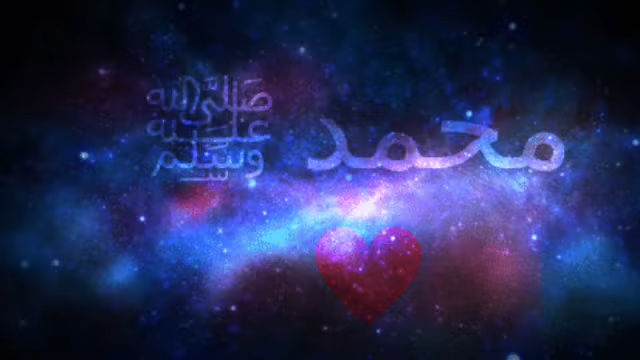 محمد
صلى الله
عليه
وسلم